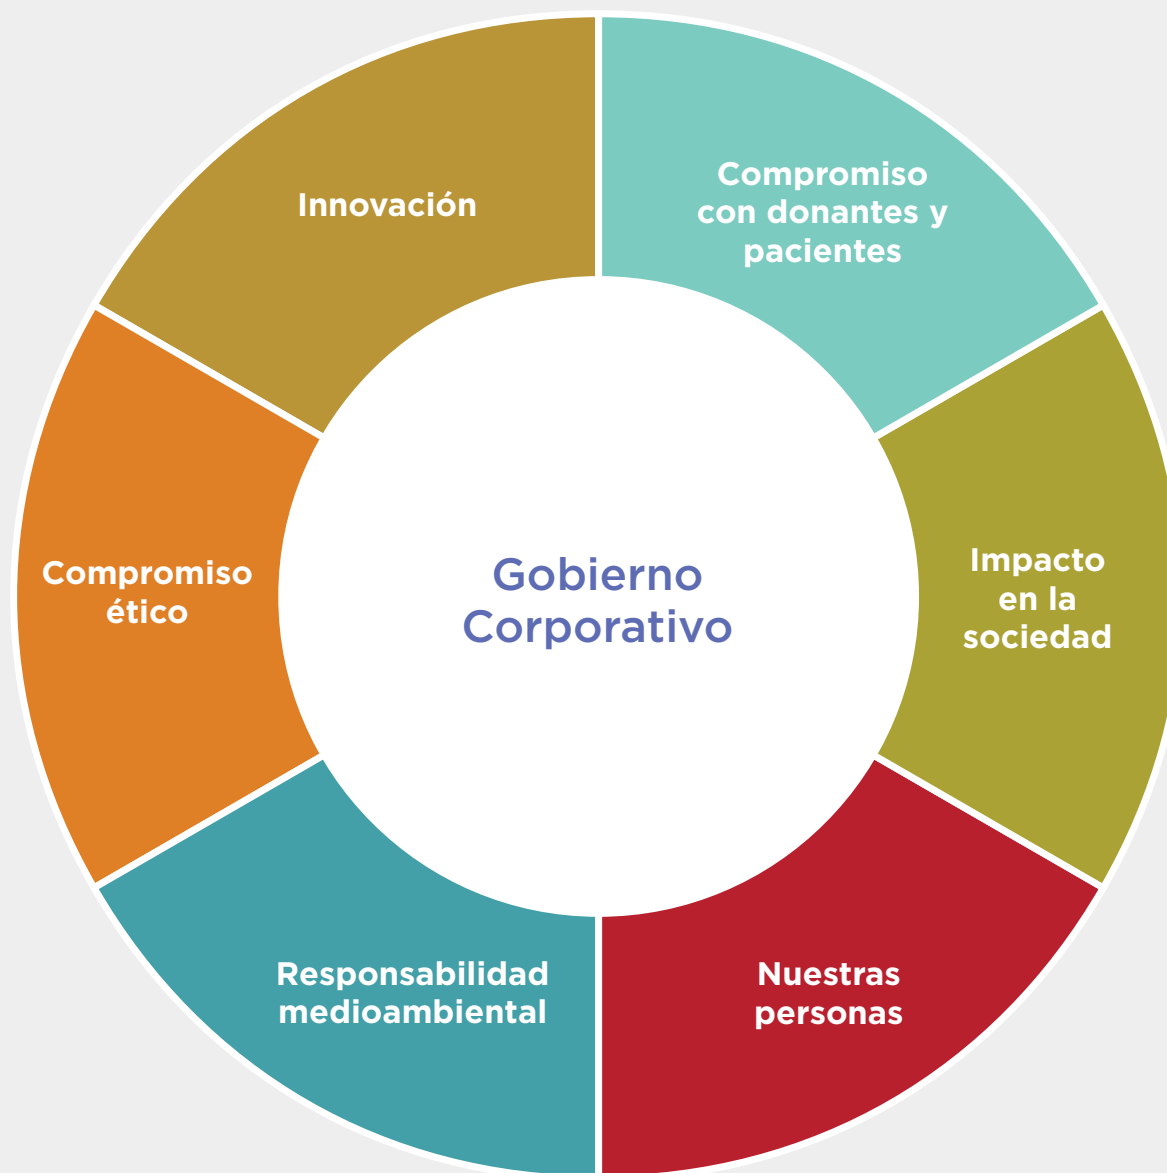 Innovación
Compromiso
con donantes y
pacientes
Compromiso
ético
Gobierno
Corporativo
Impacto
en la
sociedad
Responsabilidad
medioambiental
Nuestras
personas